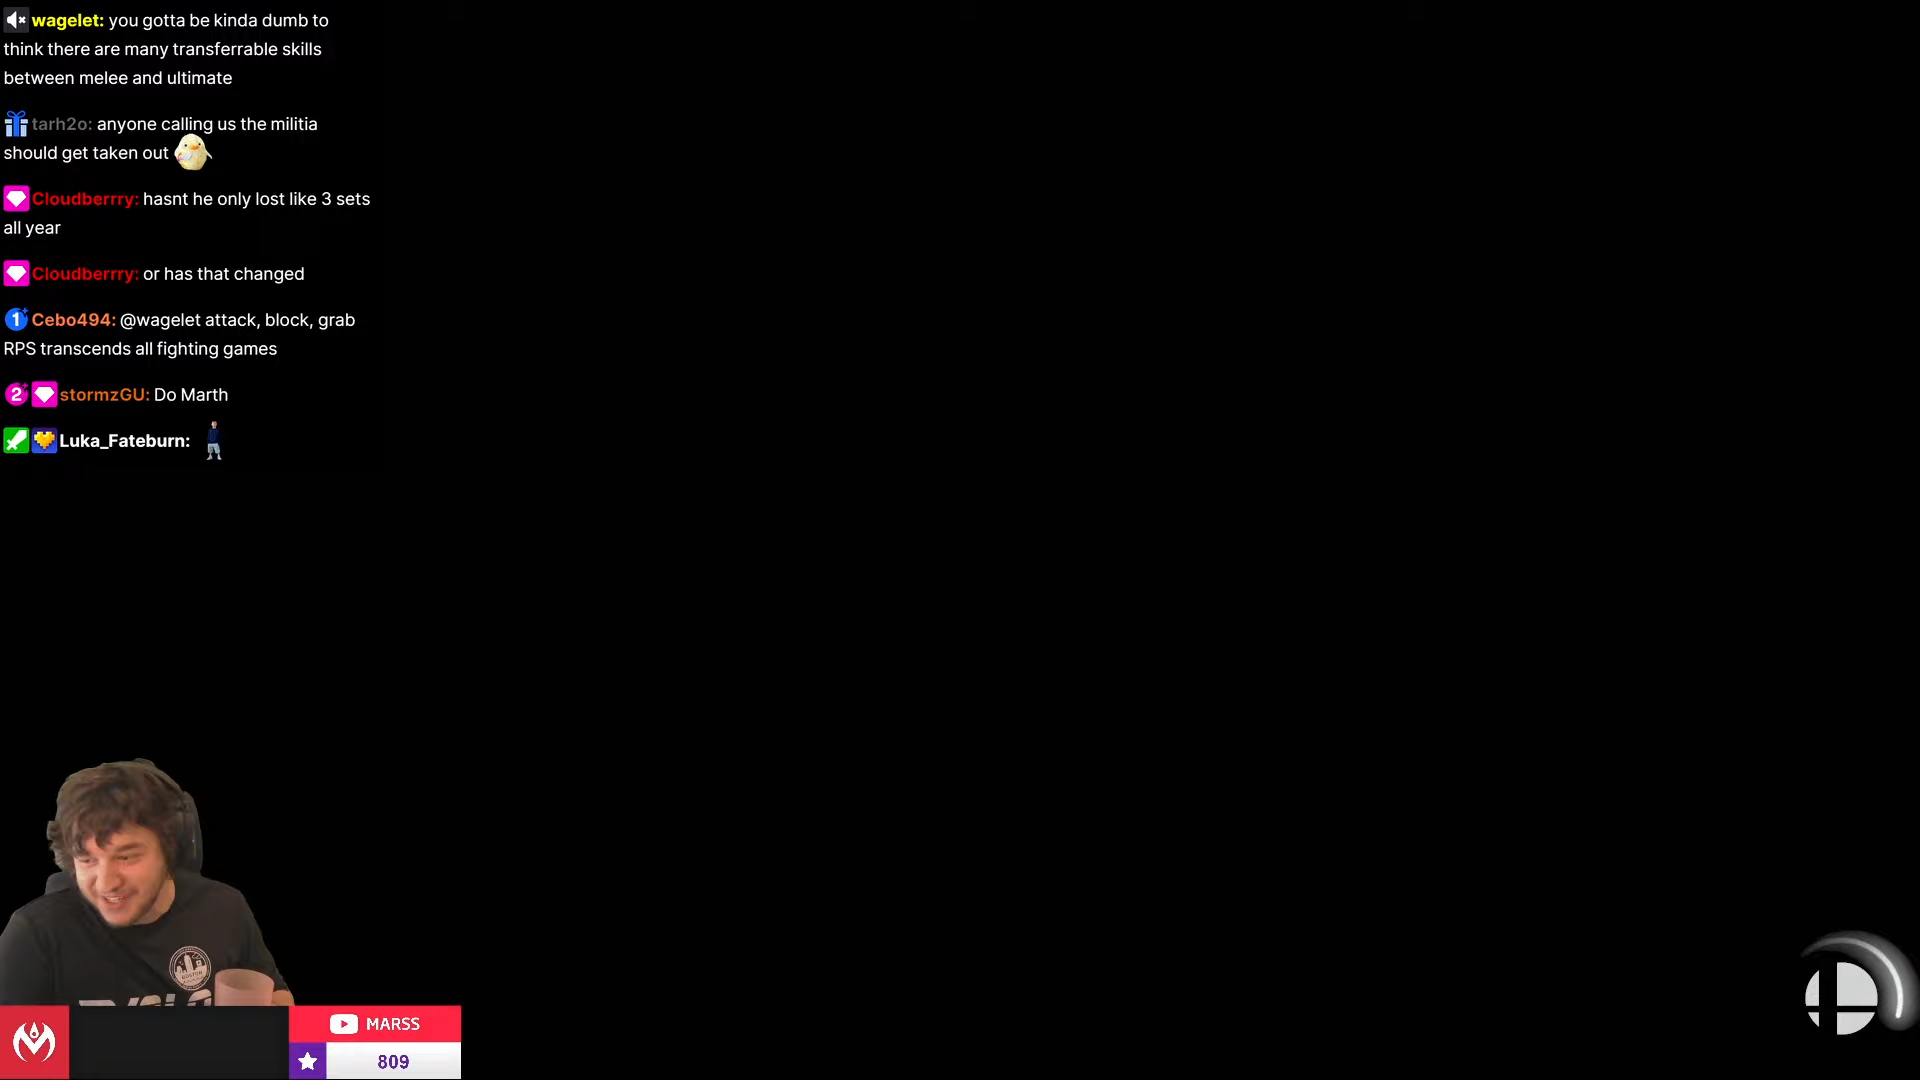 wagelet: you gotta be kinda dumb to
think there are many transferrable skills
between melee and ultimate
tarh2o: anyone calling us the militia
should get taken out
Cloudberrry: hasnt he only lost like 3 sets
all year
Cloudberrry: or has that changed
1 Cebo494: @wagelet attack, block, grab
RPS transcends all fighting games
2 stormzGU: Do Marth
Luka_Fateburn:
BOSTON
MARSS
809